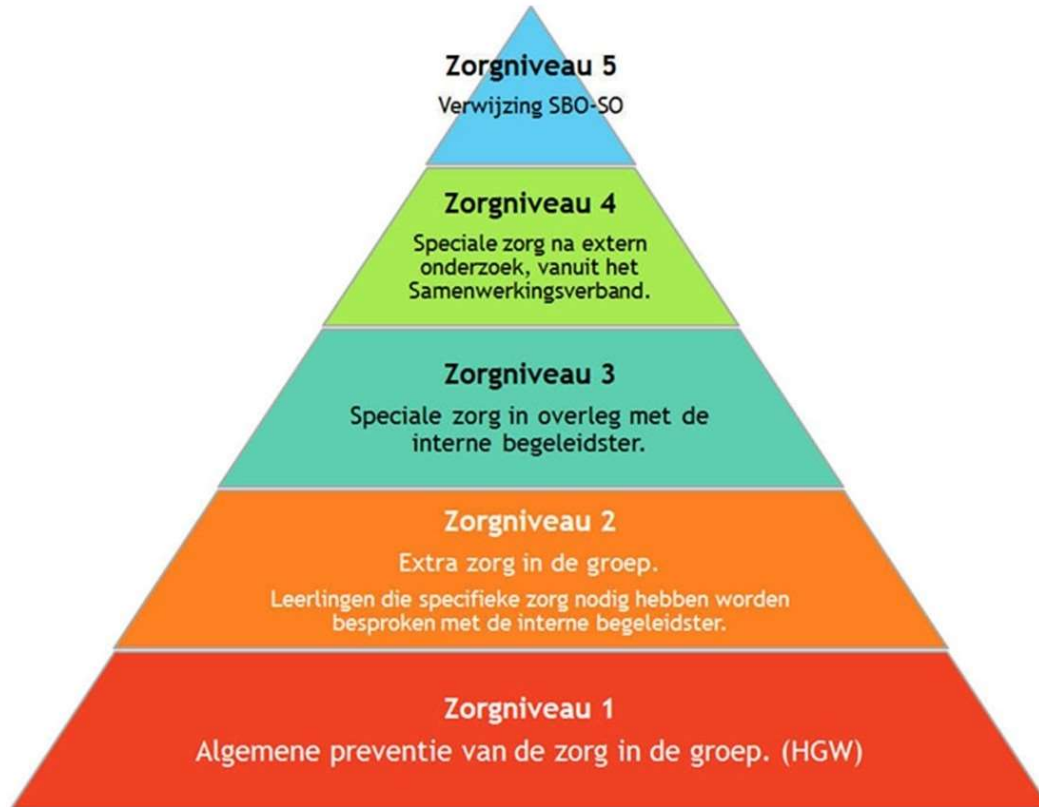 Zorgniveau 5
Verwijzing SBO-SO
Zorgniveau 4
Speciale zorg na extern
onderzoek, vanuit het
Samenwerkingsverband.
Zorgniveau 3
Speciale zorg in overleg met de
interne begeleidster.
Zorgniveau 2
Extra zorg in de groep.
Leerlingen die specifieke zorg nodig hebben worden
besproken met de interne begeleidster.
Zorgniveau 1
Algemene preventie van de zorg in de groep. (HGW)